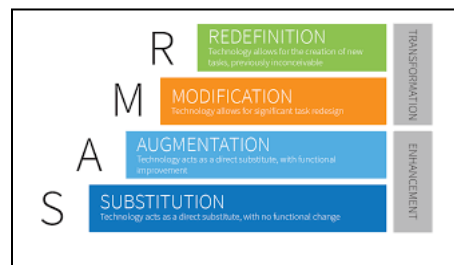 R
REDEFINITION
Technology allows for the creation of new
tasks, previously inconceivable
M
MODIFICATION
Technology allows for significant task redesign
TRANSFORMATION
A
AUGMENTATION
Technology acts as a direct substitute, with functional
improvement
S
SUBSTITUTION
Technology acts as a direct substitute, with no functional change
ENHANCEMENT